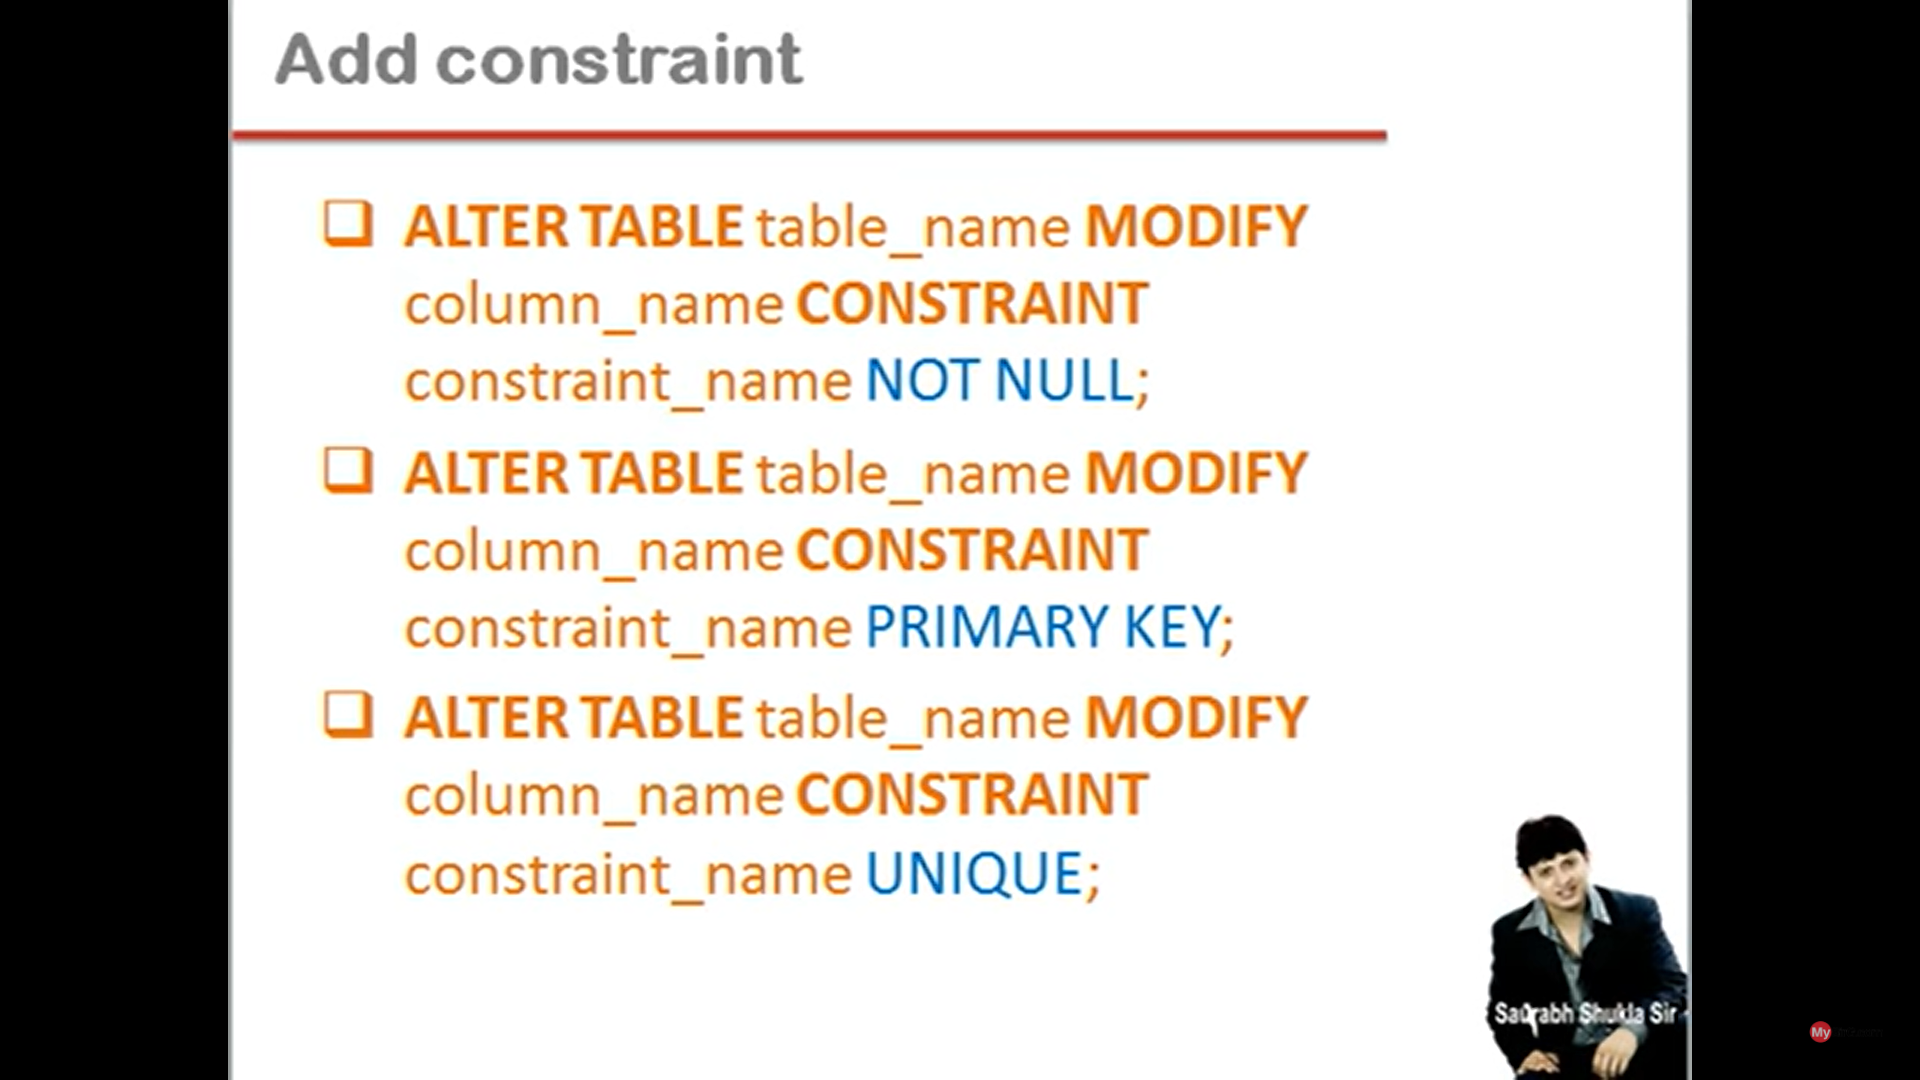 Add constraint
ALTER TABLE table_name MODIFY
column_name CONSTRAINT
constraint_name NOT NULL;
ALTER TABLE table_name MODIFY
column_name CONSTRAINT
constraint_name PRIMARY KEY;
ALTER TABLE table_name MODIFY
column_name CONSTRAINT
constraint_name UNIQUE;
Saurabh Shukla Sir
My